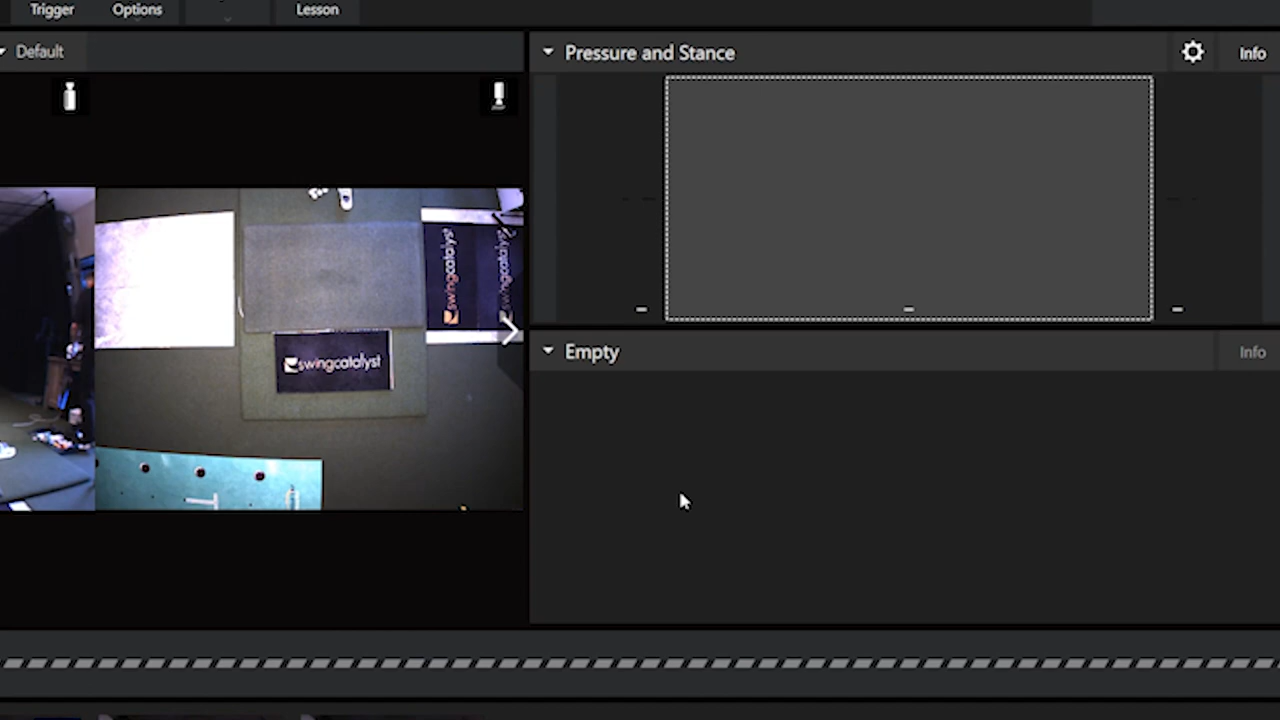 Trigger
Options
Lesson
Default
Pressure and Stance
Info
swingcatalyst
swingcatalyst
swingcatalyst
Empty
Info